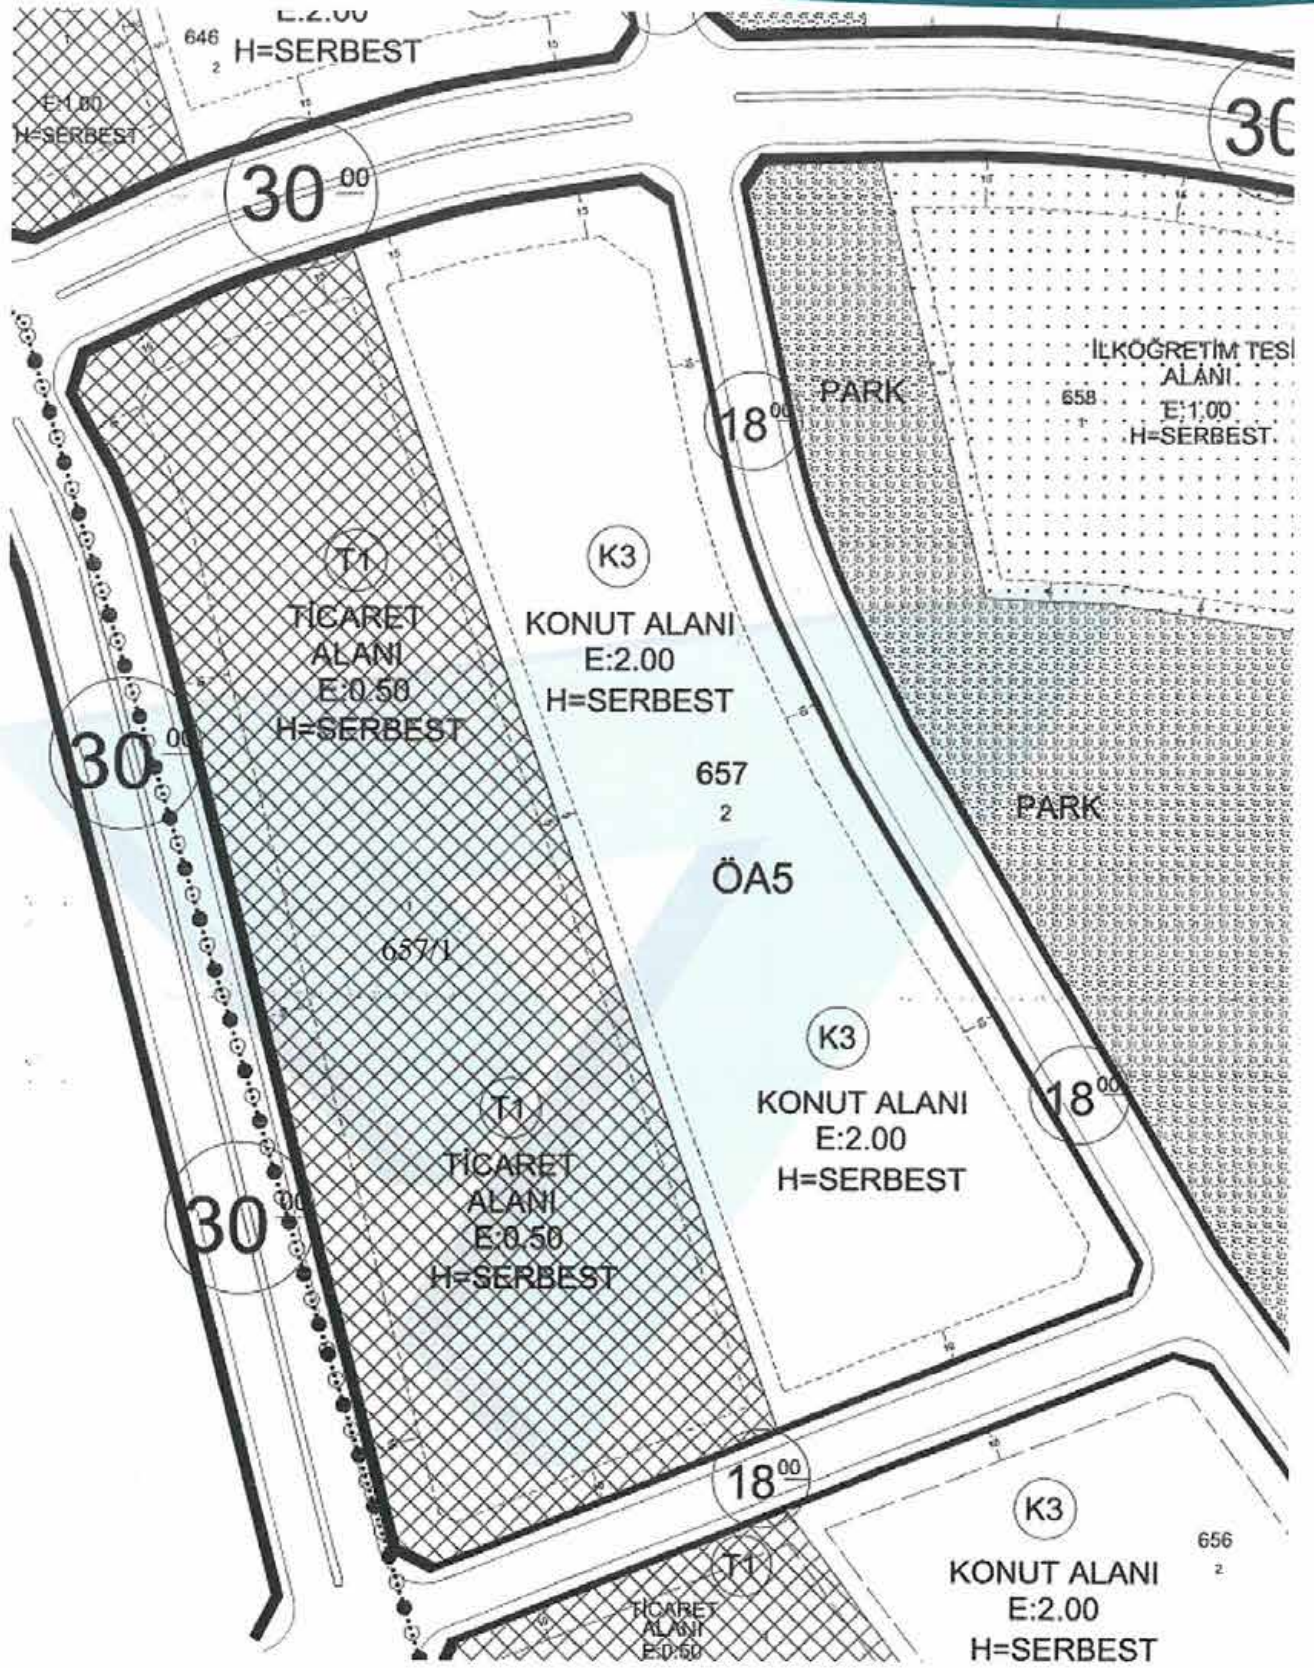 E:2.00
H=SERBEST
646
2
E:1.00
H=SERBEST
30 00
30
İLKÖĞRETİM TESİ
ALANI
E:1.00
H=SERBEST
658
1
PARK
18 00
T1
TİCARET
ALANI
E:0.50
H=SERBEST
K3
KONUT ALANI
E:2.00
H=SERBEST
30 00
657
2
ÖA5
PARK
1
657/1
K3
KONUT ALANI
E:2.00
H=SERBEST
18 00
T1
TİCARET
ALANI
E:0.50
H=SERBEST
30 00
18 00
K3
KONUT ALANI
E:2.00
H=SERBEST
656
2
T1
TİCARET
ALANI
E:0.50